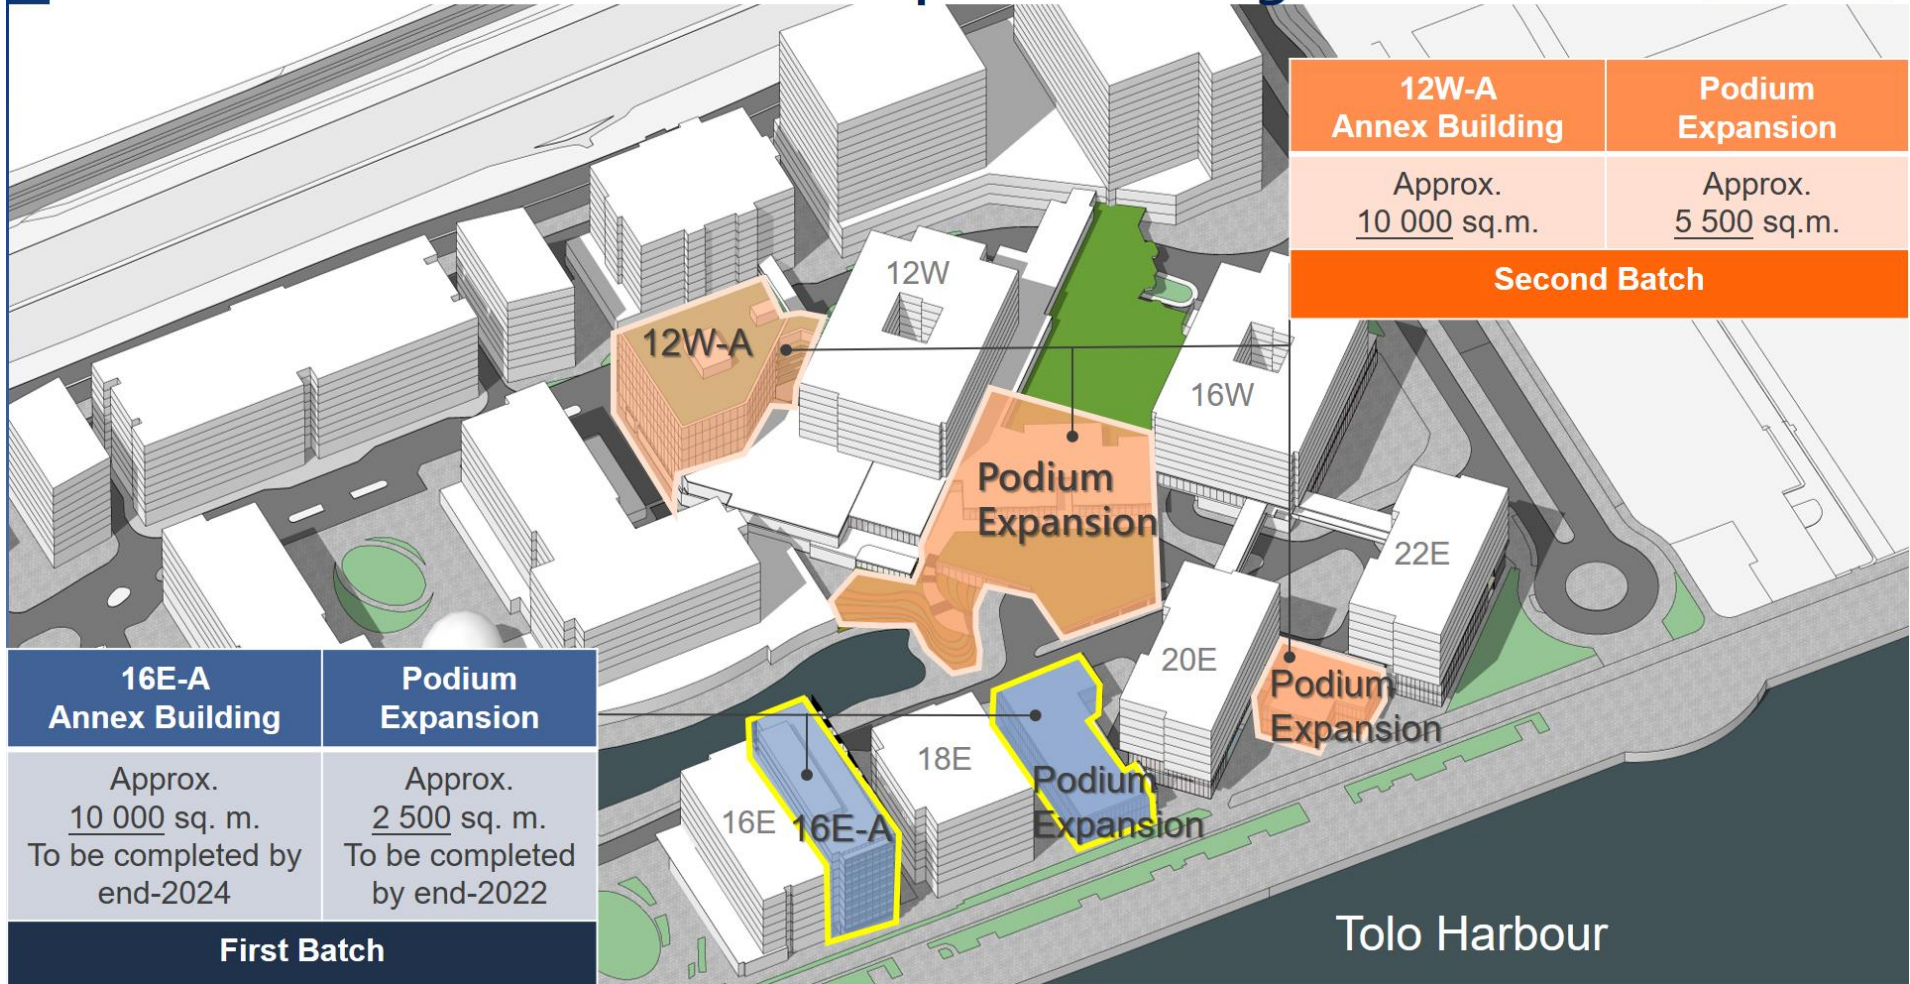 12W-A
Annex Building
Podium
Expansion
Approx.
10 000 sq.m.
Approx.
5 500 sq.m.
Second Batch
12W
12W-A
16W
Podium
Expansion
22E
20E
Podium
Expansion
18E
Podium
Expansion
16E
16E-A
16E-A
Annex Building
Podium
Expansion
Approx.
10 000 sq. m.
To be completed by
end-2024
Approx.
2 500 sq. m.
To be completed
by end-2022
First Batch
Tolo Harbour